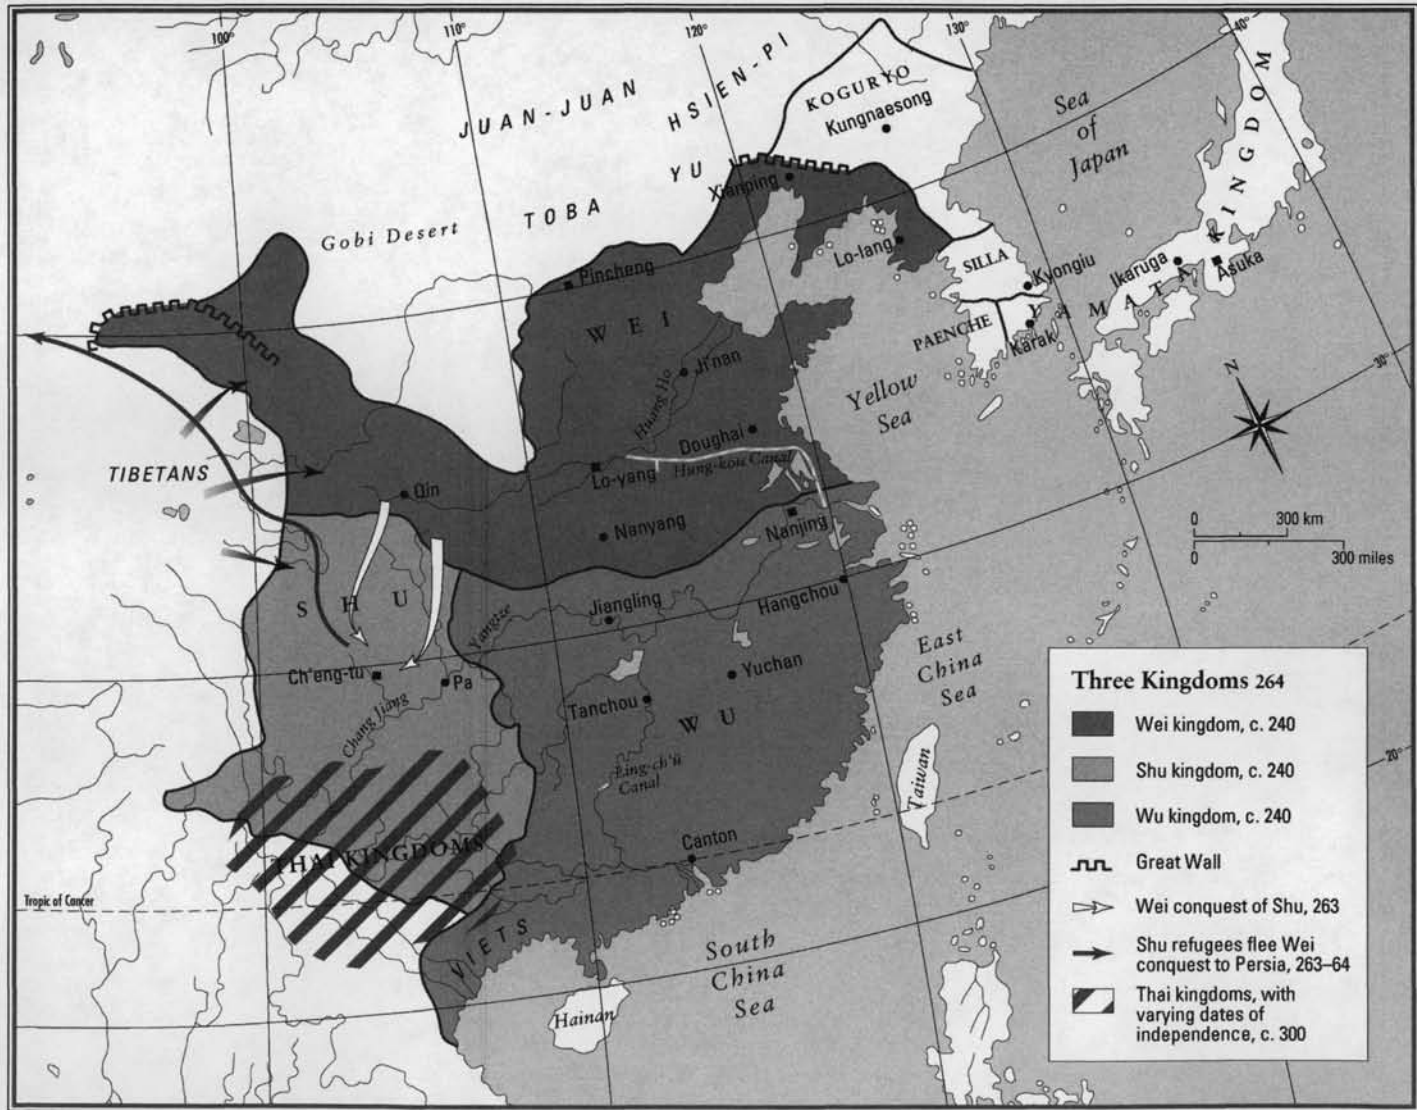 100°
110°
120°
130°
40°
JUAN-JUAN
YU HSIEN-PI
TOBA
Gobi Desert
KOGURYO
Kungnaesong
Sea
of
Japan
YAMATA KINGDOM
Xianping
Lo-lang
SILLA
Kyongiu
PAENCHE
Karak
Ikaruga
Asuka
30°
N
Pincheng
WEI
Ji'nan
Huang Ho
Doughai
Hung-kou Canal
Lo-yang
Nanyang
Nanjing
Yellow
Sea
TIBETANS
Qin
SHU
Yangtze
Jiangling
Hangchou
0 300 km
0 300 miles
Ch'eng-tu
Pa
Chang Jiang
Tanchou
Yuchan
WU
Ling-ch'ü
Canal
East
China
Sea
Taiwan
20°
Canton
THAI KINGDOMS
Tropic of Cancer
VIETS
Hainan
South
China
Sea
Three Kingdoms 264
Wei kingdom, c. 240
Shu kingdom, c. 240
Wu kingdom, c. 240
Great Wall
Wei conquest of Shu, 263
Shu refugees flee Wei
conquest to Persia, 263–64
Thai kingdoms, with
varying dates of
independence, c. 300